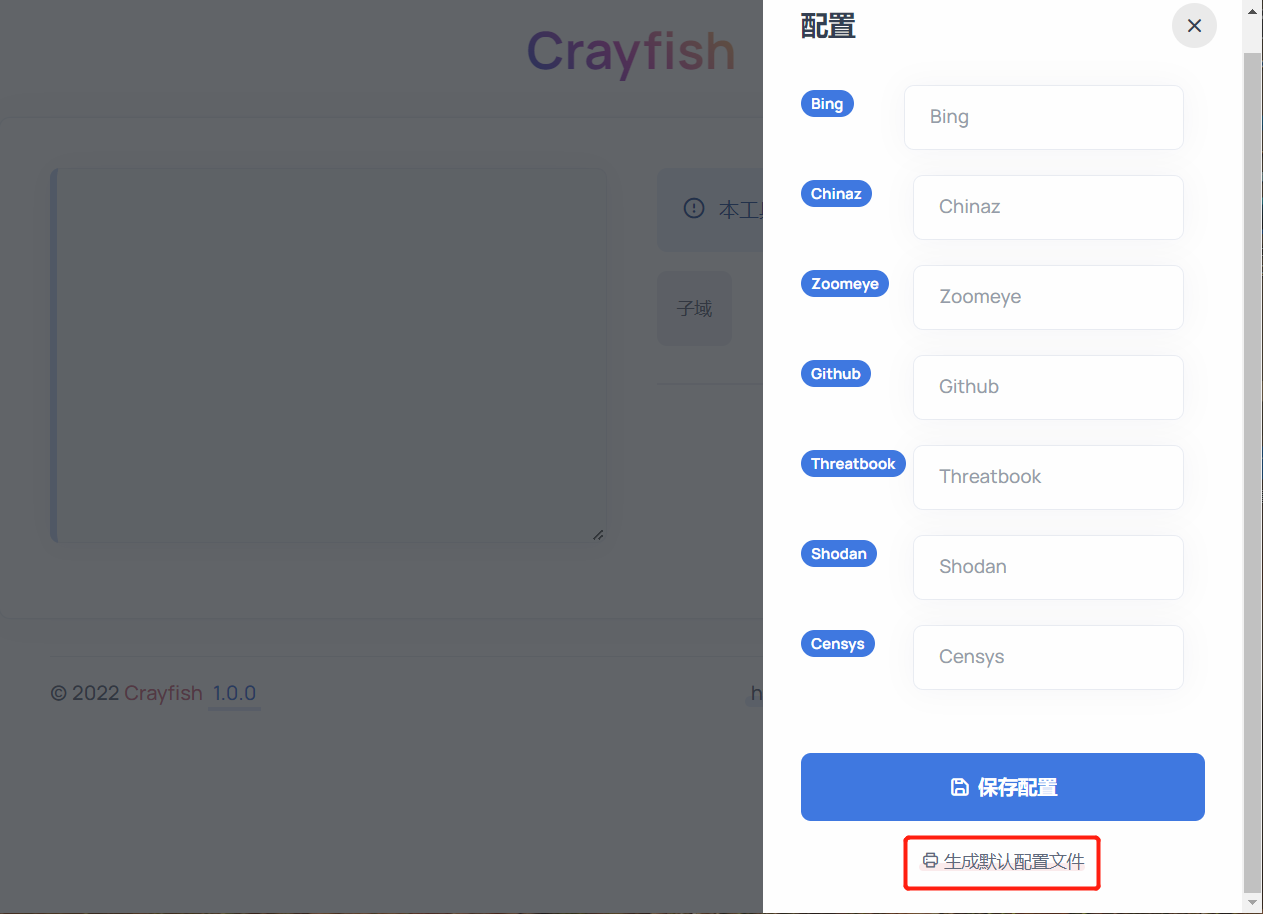 Crayfish
配置
Bing
Bing
Chinaz
Chinaz
Zoomeye
Zoomeye
Github
Github
Threatbook
Threatbook
Shodan
Shodan
Censys
Censys
保存配置
生成默认配置文件
本工
子域
© 2022 Crayfish 1.0.0
h